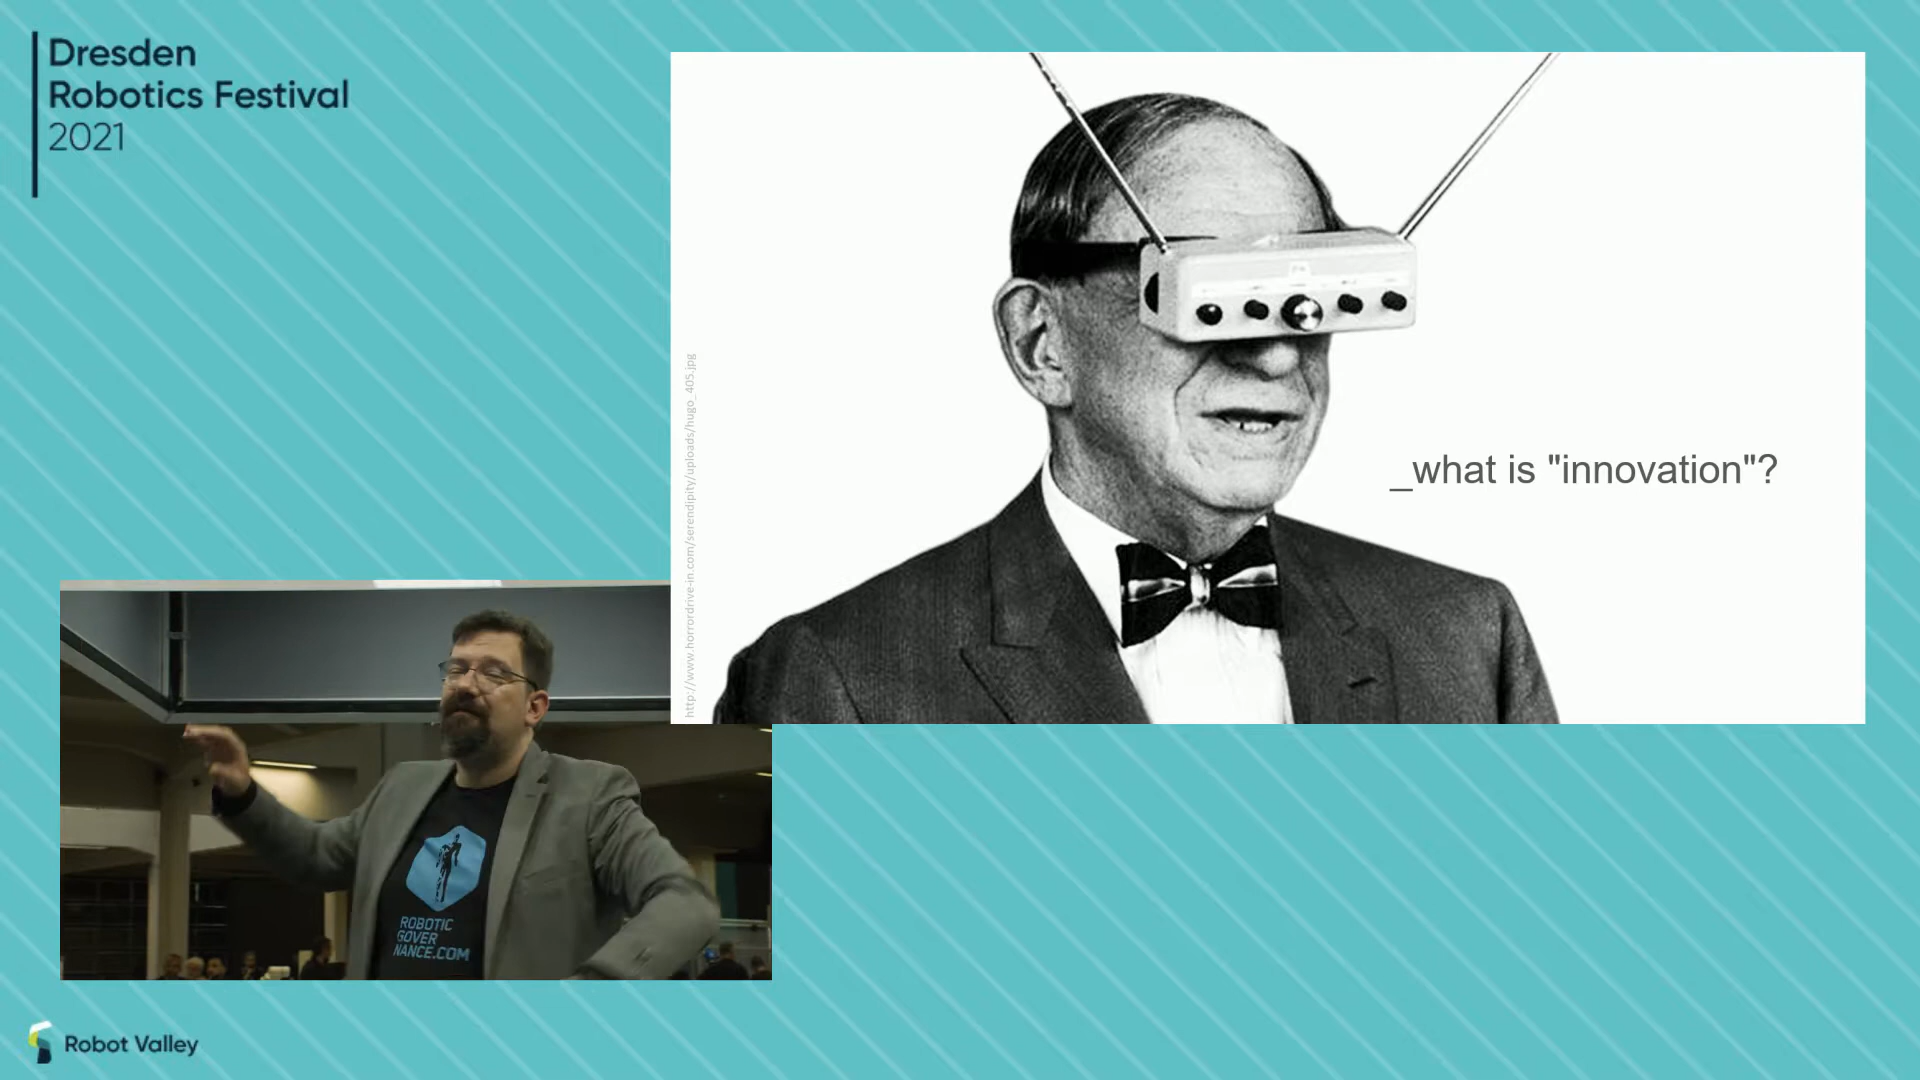 Dresden
Robotics Festival
2021
http://www.horrordrive-in.com/serendipity/uploads/hugo_405.jpg
_what is "innovation"?
ROBOTIC
GOVER
NANCE.COM
Robot Valley